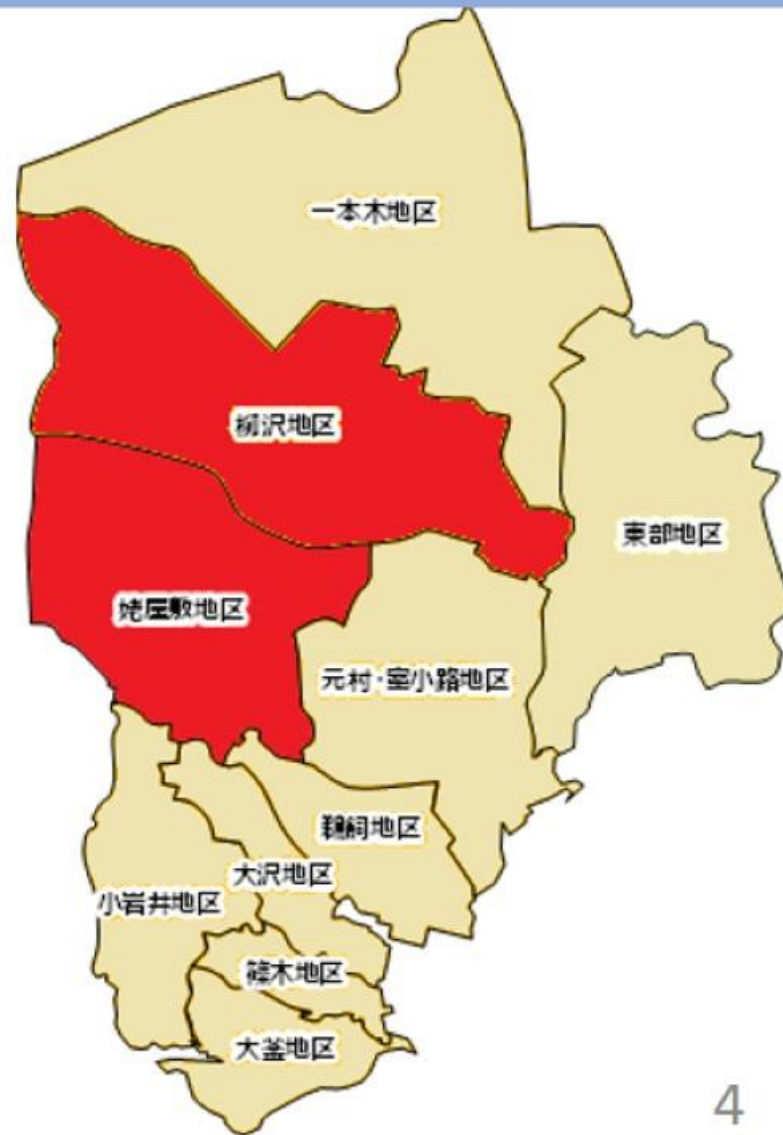 一本木地区
柳沢地区
東部地区
姥屋敷地区
元村・室小路地区
鵜飼地区
大沢地区
小岩井地区
篠木地区
大釜地区
4